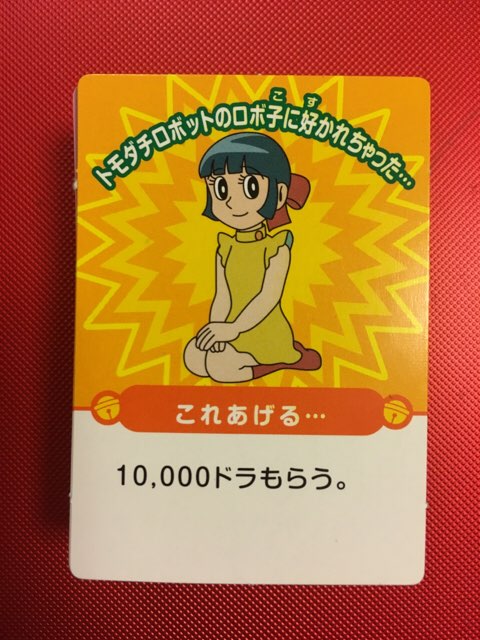 トモダチロボットのロボ子に好かれちゃった…
これあげる…
10,000ドラもらう。